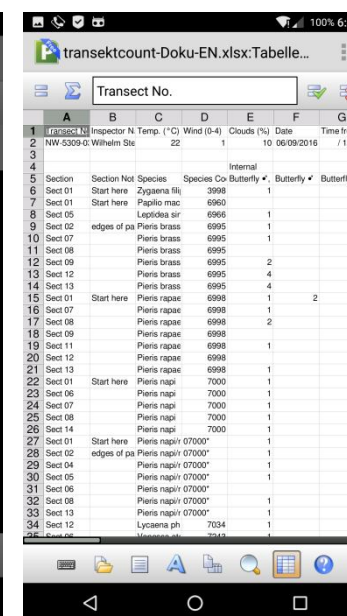 100% 6:
transektcount-Doku-EN.xlsx:Tabelle...
Transect No.
A B C D E F G
1 Transect N Inspector N Temp. (°C) Wind (0-4) Clouds (%) Date Time fr
2 NW-5309-0 Wilhelm Ste 22 1 10 06/09/2016 / 1
3
4 Internal
5 Section Section Not Species Species Co Butterfly Butterfly Butterfl
6 Sect 01 Start here Zygaena fili 3998 1
7 Sect 01 Start here Papilio mac 6960
8 Sect 05 Leptidea sir 6966 1
9 Sect 02 edges of pa Pieris brass 6995 1
10 Sect 07 Pieris brass 6995 1
11 Sect 08 Pieris brass 6995
12 Sect 09 Pieris brass 6995 2
13 Sect 12 Pieris brass 6995 4
14 Sect 13 Pieris brass 6995 4
15 Sect 01 Start here Pieris rapae 6998 1 2
16 Sect 07 Pieris rapae 6998 1
17 Sect 08 Pieris rapae 6998 2
18 Sect 09 Pieris rapae 6998
19 Sect 11 Pieris rapae 6998 1
20 Sect 12 Pieris rapae 6998
21 Sect 13 Pieris rapae 6998 1
22 Sect 01 Start here Pieris napi 7000 1
23 Sect 06 Pieris napi 7000 1
24 Sect 07 Pieris napi 7000 1
25 Sect 08 Pieris napi 7000 1
26 Sect 14 Pieris napi 7000 1
27 Sect 01 Start here Pieris napi/r 07000" 1
28 Sect 02 edges of pa Pieris napi/r 07000" 1
29 Sect 04 Pieris napi/r 07000" 1
30 Sect 05 Pieris napi/r 07000" 1
31 Sect 06 Pieris napi/r 07000"
32 Sect 08 Pieris napi/r 07000" 1
33 Sect 13 Pieris napi/r 07000" 1
34 Sect 12 Lycaena ph 7034 1